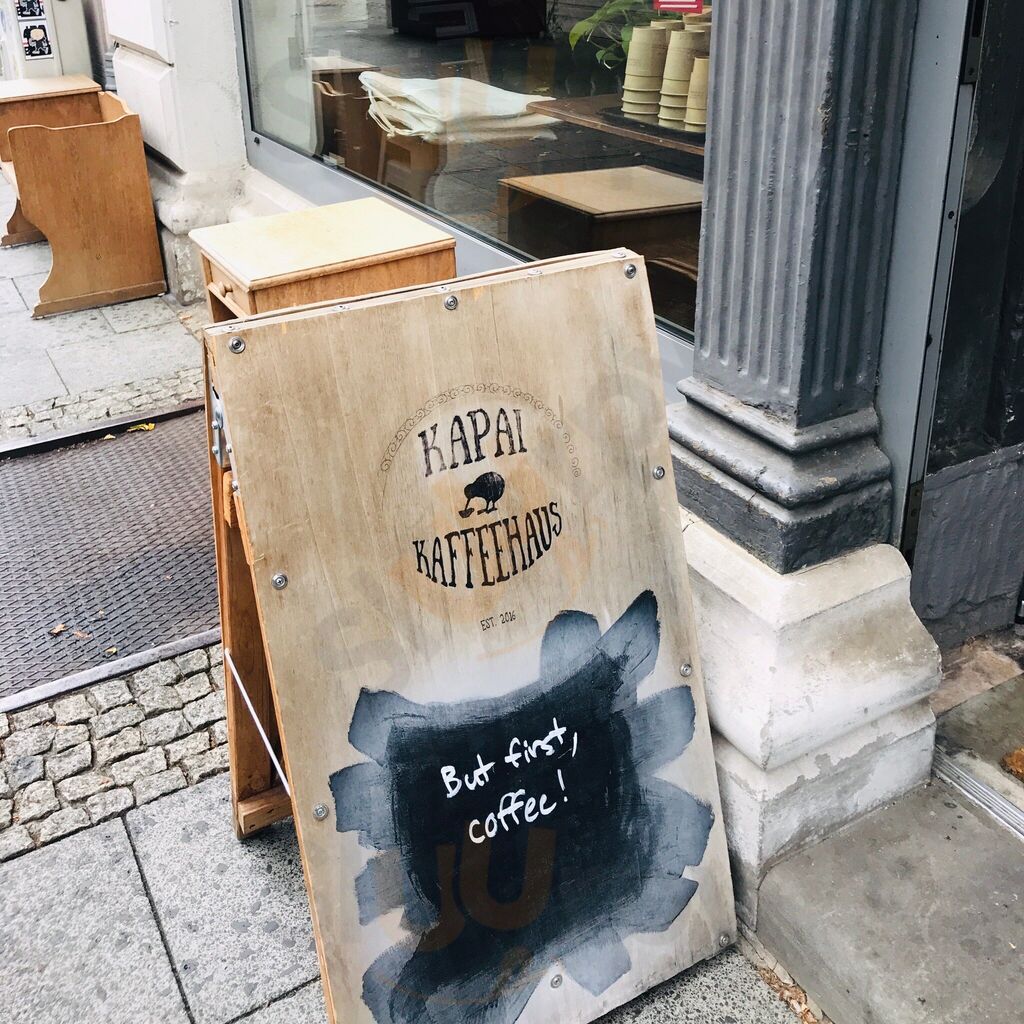 KAPAI
KAFFEEHAUS
EST. 2016
But first,
coffee!